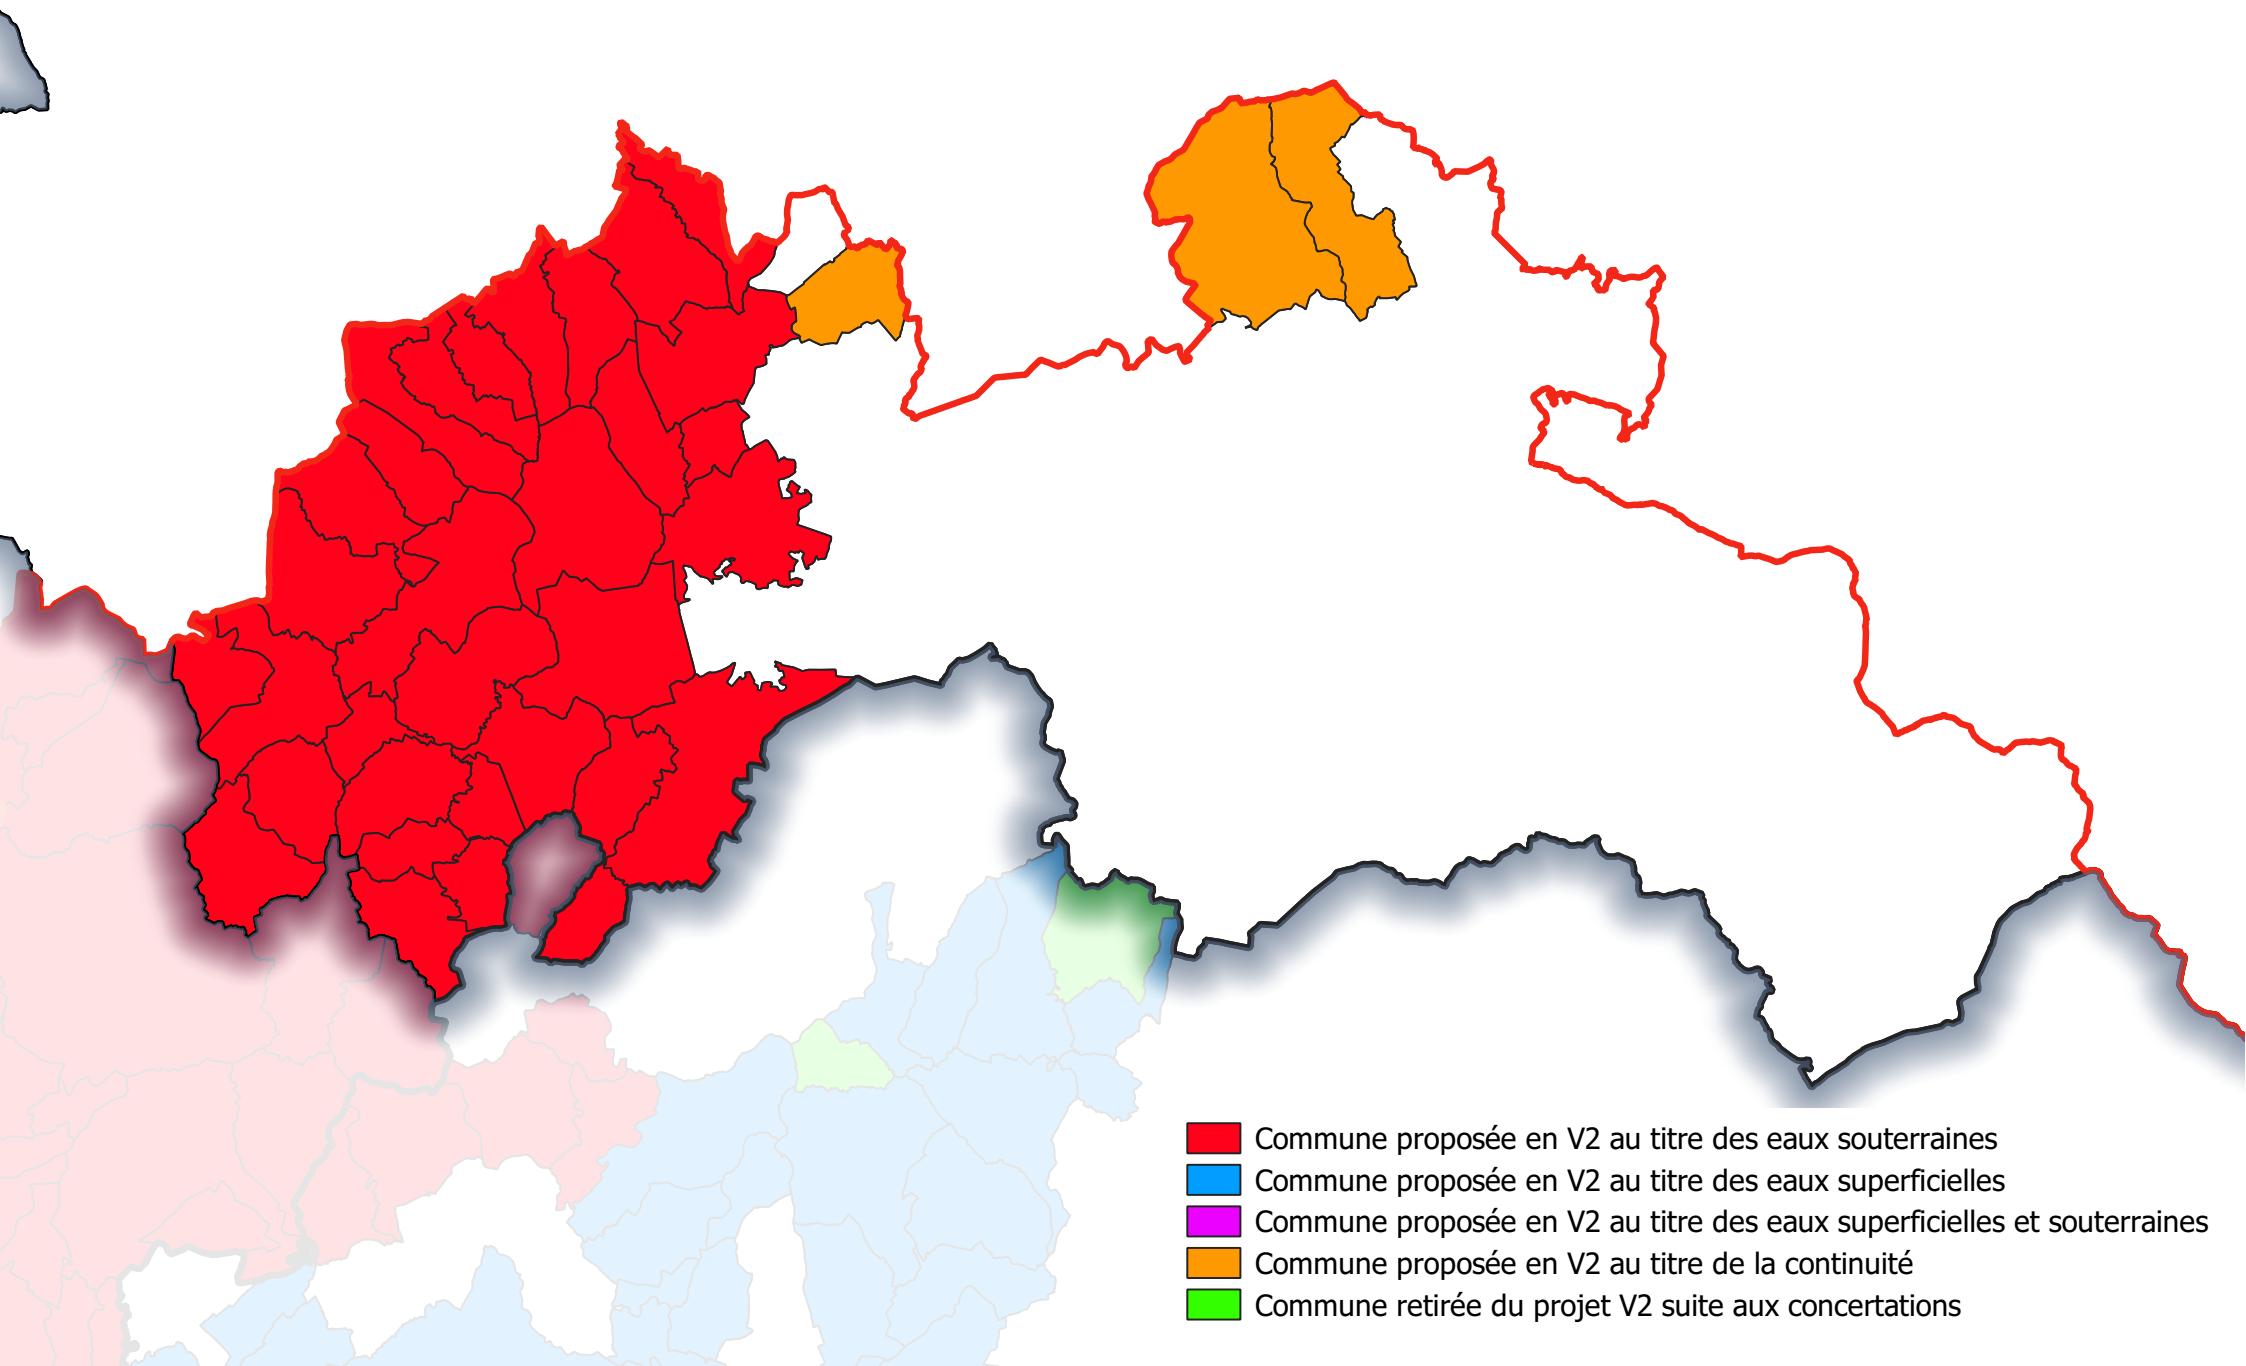 Commune proposée en V2 au titre des eaux souterraines
Commune proposée en V2 au titre des eaux superficielles
Commune proposée en V2 au titre des eaux superficielles et souterraines
Commune proposée en V2 au titre de la continuité
Commune retirée du projet V2 suite aux concertations